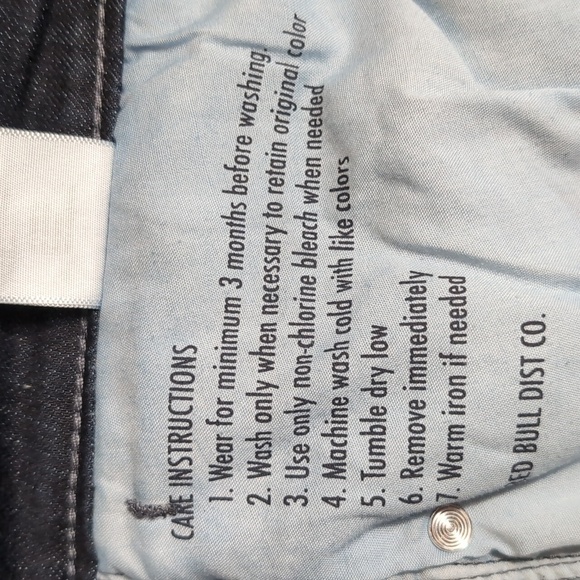 CARE INSTRUCTIONS
1. Wear for minimum 3 months before washing.
2. Wash only when necessary to retain original color
3. Use only non-chlorine bleach when needed
4. Machine wash cold with like colors
5. Tumble dry low
6. Remove immediately
7. Warm iron if needed
BULL DIST CO.